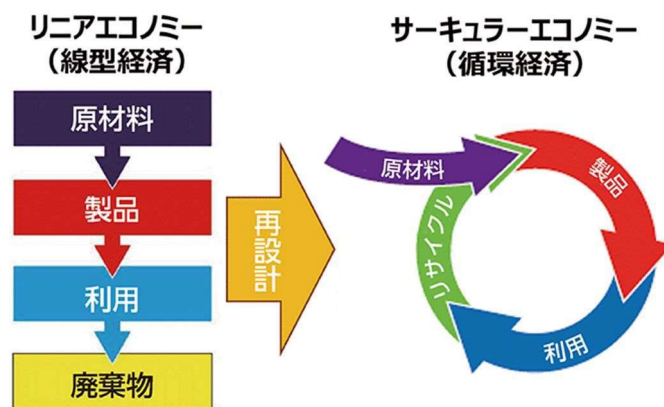 リニアエコノミー
（線型経済）
原材料
製品
利用
廃棄物
再設計
サーキュラーエコノミー
（循環経済）
原材料
製品
利用
リサイクル